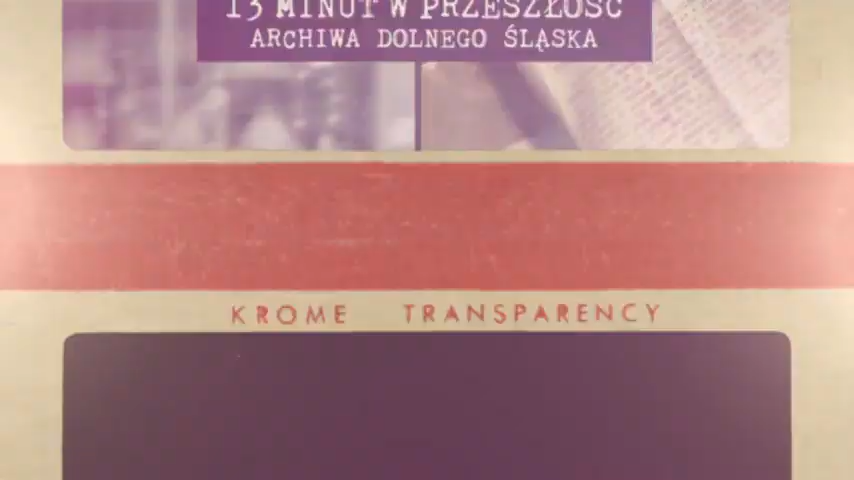 13 MINUT W PRZESZŁOŚĆ
ARCHIWA DOLNEGO ŚLĄSKA
KROME TRANSPARENCY